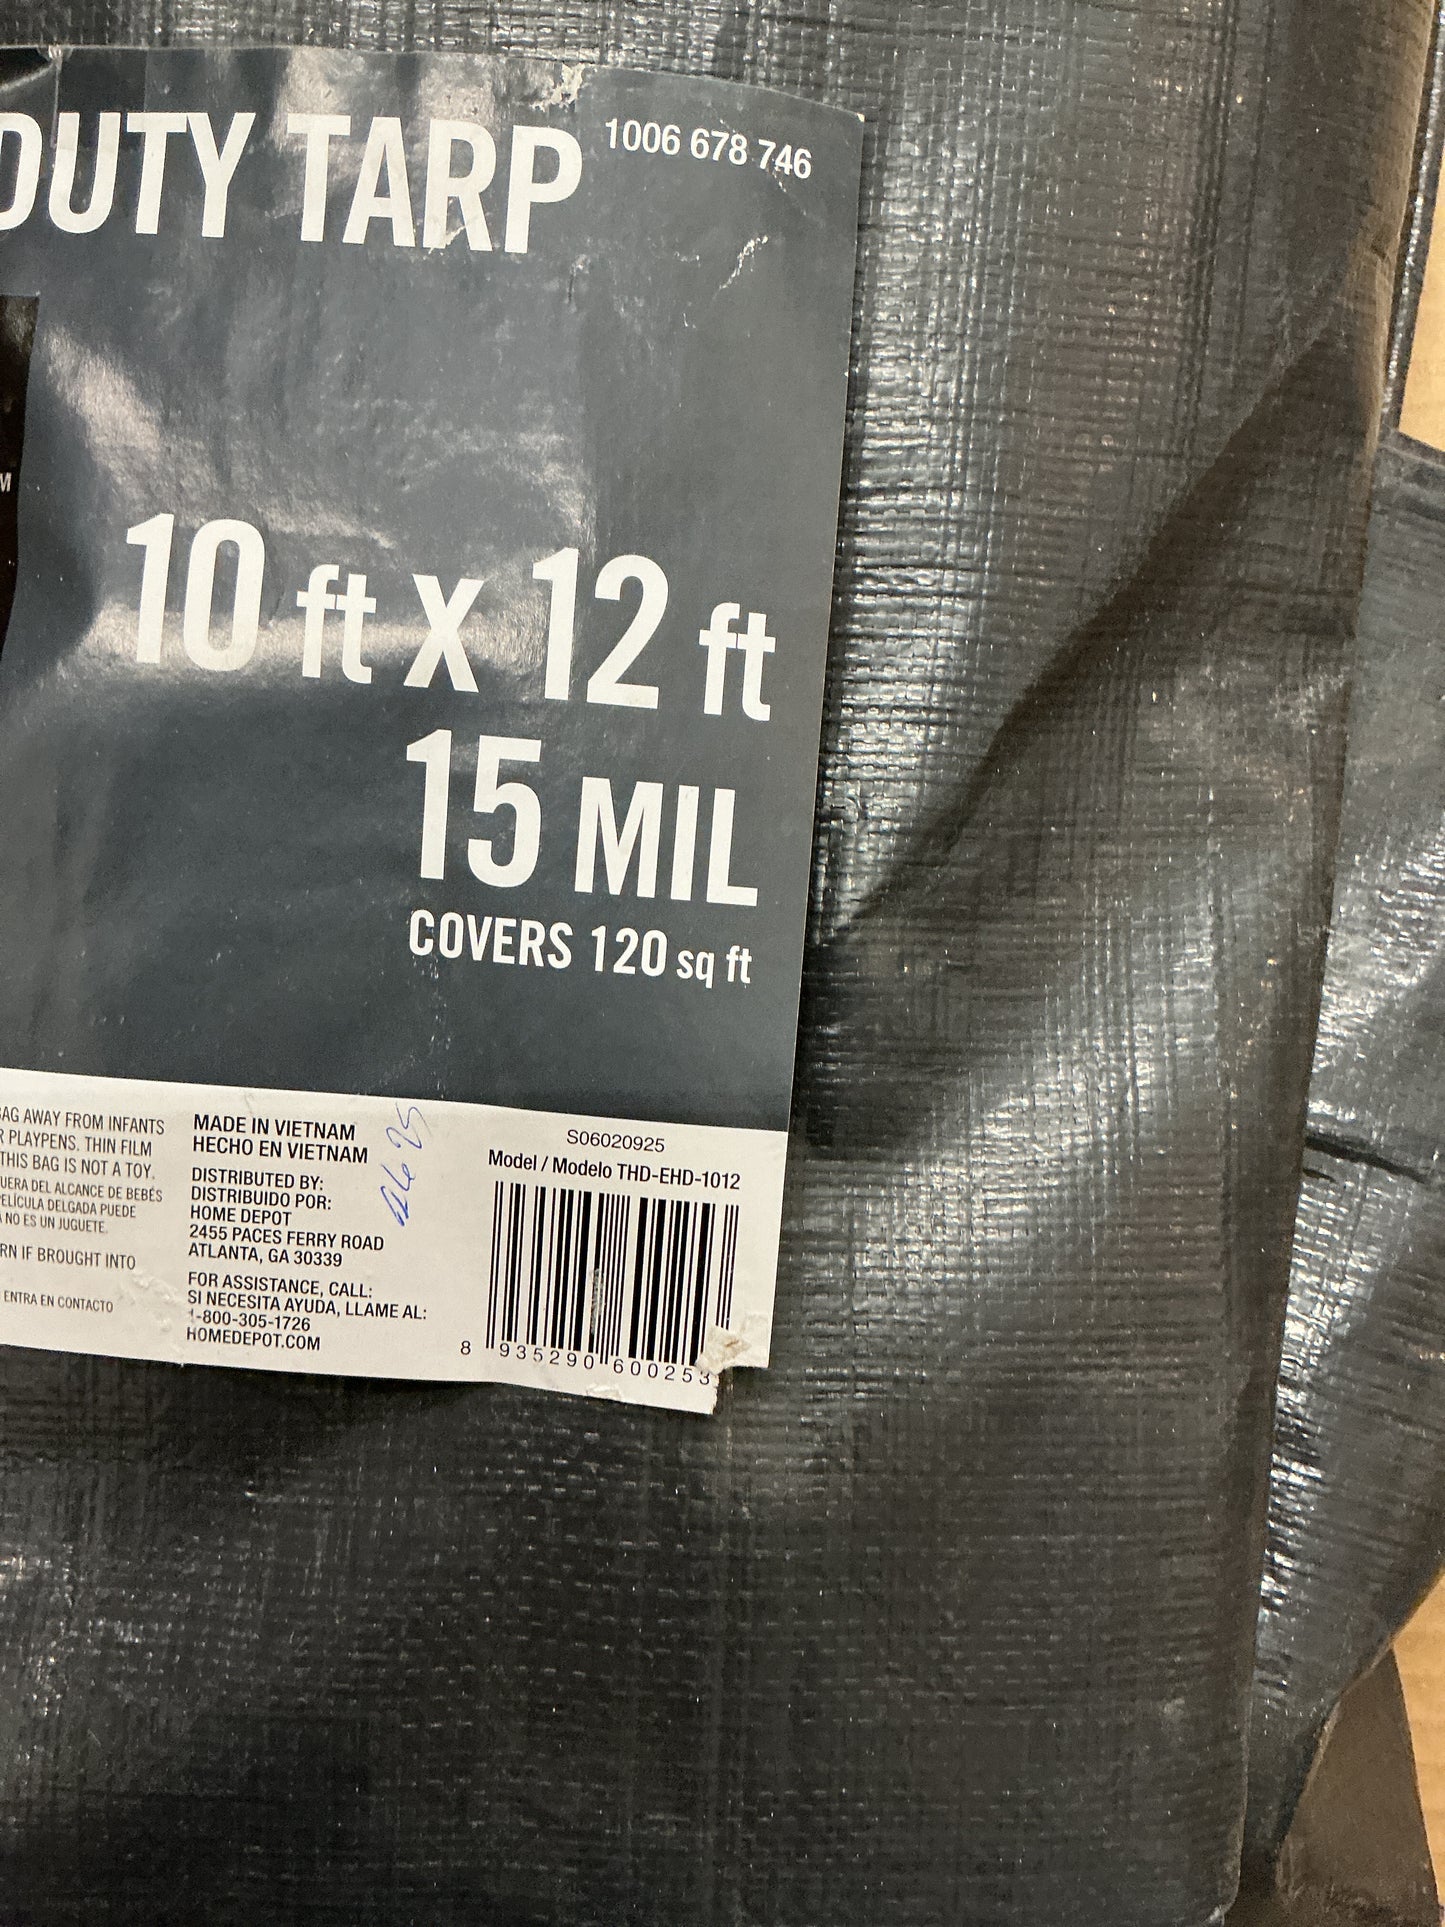 DUTY TARP
1006 678 746
M
10 ft X 12 ft
15 MIL
COVERS 120 sq ft
AWAY FROM INFANTS
PLAYPENS. THIN FILM
THIS BAG IS NOT A TOY.
DEL ALCANCE DE BEBÉS
DELGADA PUEDE
NO ES UN JUGUETE.
IF BROUGHT INTO
ENTRA EN CONTACTO
MADE IN VIETNAM
HECHO EN VIETNAM
DISTRIBUTED BY:
DISTRIBUIDO POR:
HOME DEPOT
2455 PACES FERRY ROAD
ATLANTA, GA 30339
FOR ASSISTANCE, CALL:
SI NECESITA AYUDA, LLAME AL:
1-800-305-1726
HOMEDEPOT.COM
S06020925
Model / Modelo THD-EHD-1012
8 935290 600253